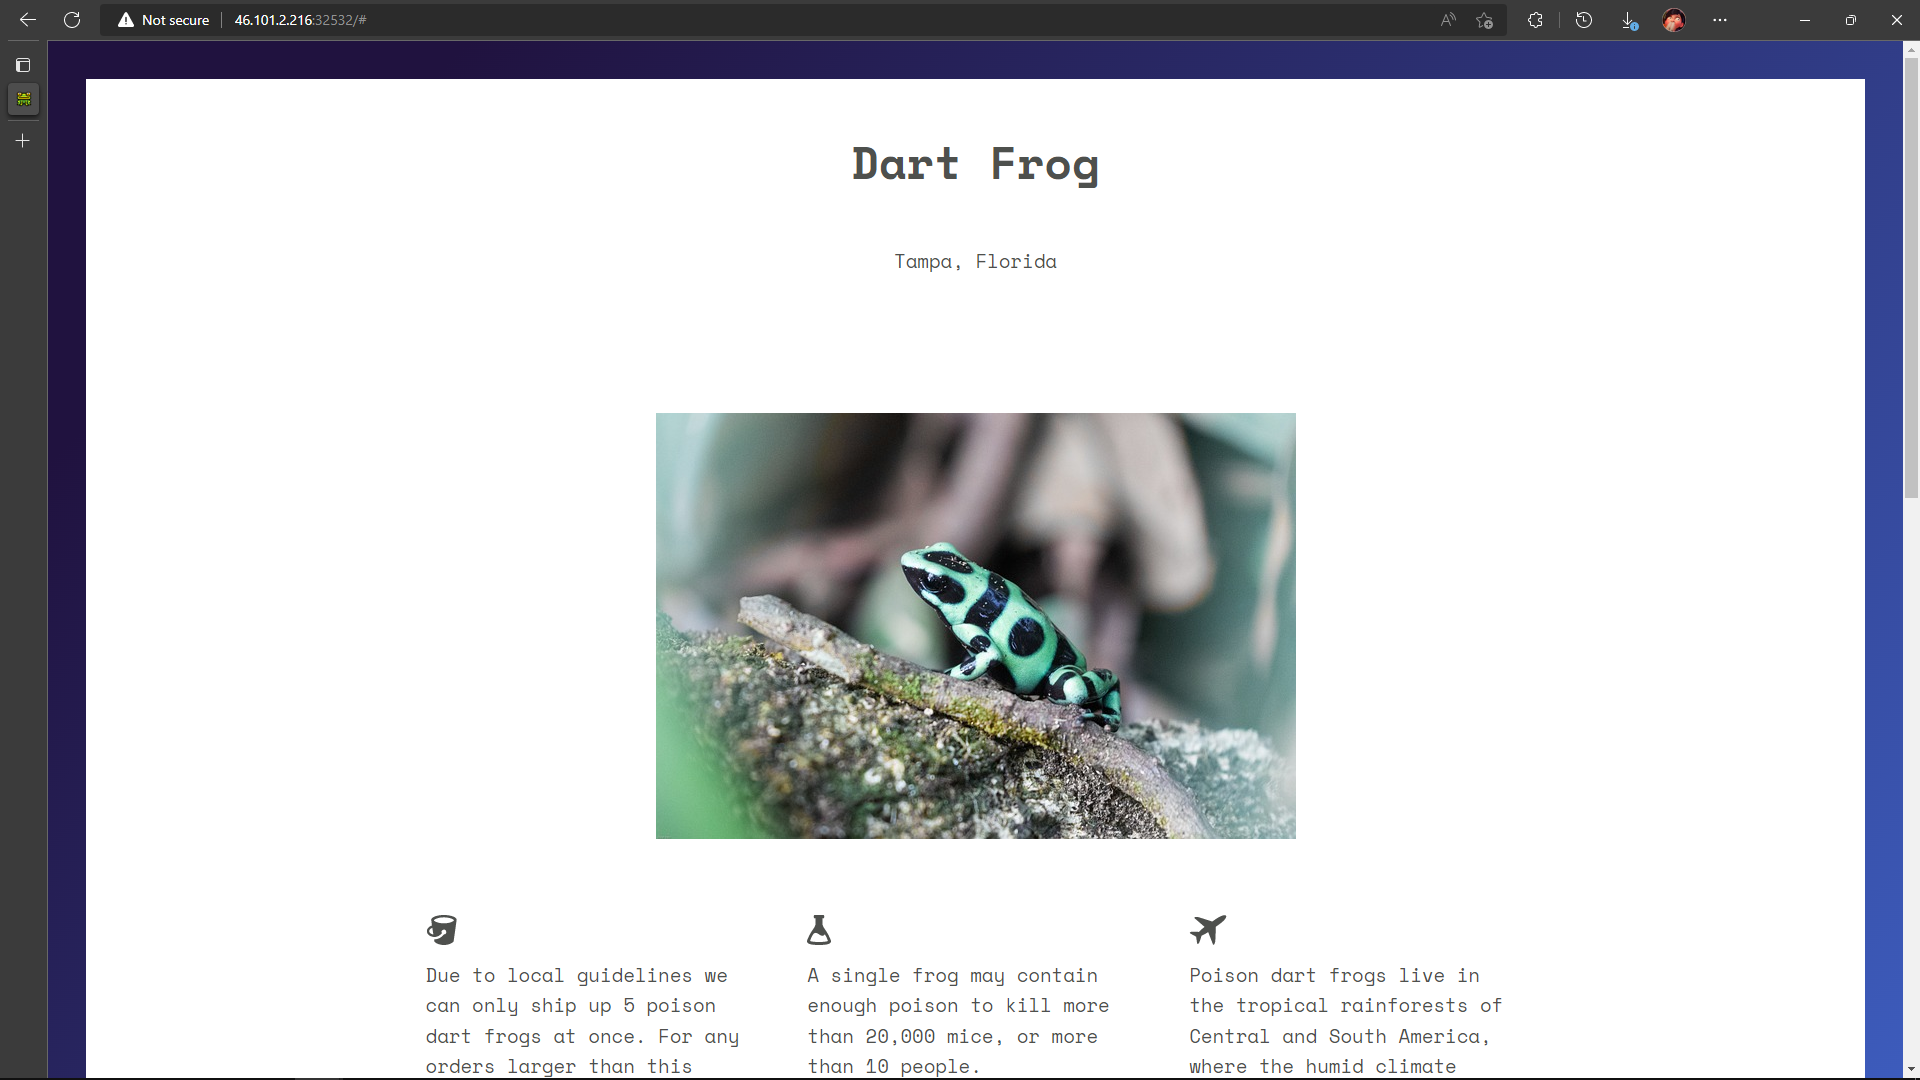 Not secure
46.101.2.216:32532/#
Dart Frog
Tampa, Florida
Due to local guidelines we
can only ship up 5 poison
dart frogs at once. For any
orders larger than this
A single frog may contain
enough poison to kill more
than 20,000 mice, or more
than 10 people.
Poison dart frogs live in
the tropical rainforests of
Central and South America,
where the humid climate